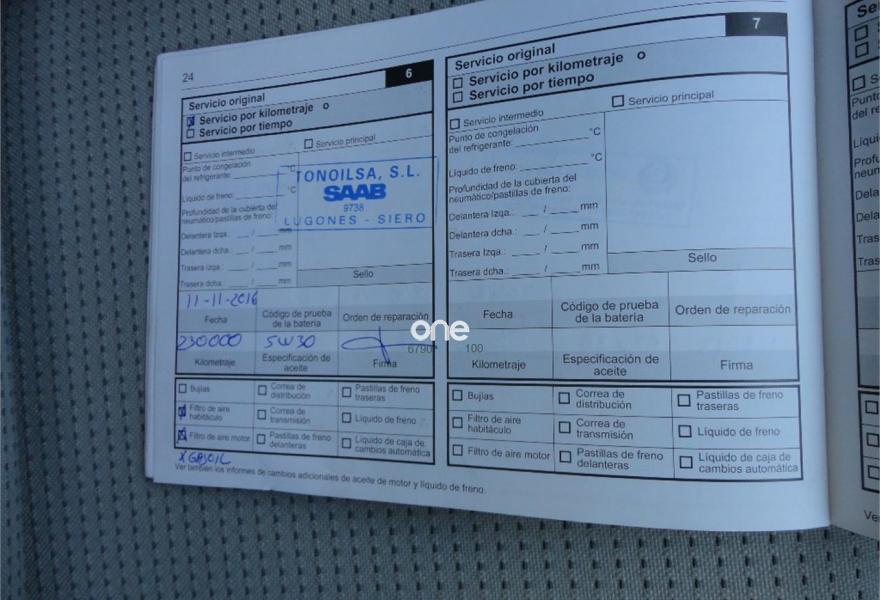 24
6
Servicio original
Servicio por kilometraje o
Servicio por tiempo
Servicio intermedio
Servicio principal
Punto de congelación
del refrigerante: °C
Líquido de freno: °C
Profundidad de la cubierta del
neumático/pastillas de freno:
Delantera Izqa.: / mm
Delantera dcha.: / mm
Trasera Izqa.: / mm
Trasera dcha.: / mm
TONOILSA, S.L.
SAAB
9738
LUGONES - SIERO
Sello
11-11-2016
Fecha
Código de prueba
de la batería
Orden de reparación
230000
5W30
Kilometraje
Especificación de
aceite
Firma
Bujías
Correa de
distribución
Pastillas de freno
traseras
Filtro de aire
habitáculo
Correa de
transmisión
Líquido de freno
Filtro de aire motor
Pastillas de freno
delanteras
Líquido de caja de
cambios automática
X GASOIL
Ver también los informes de cambios adicionales de aceite de motor y líquido de freno.
7
Servicio original
Servicio por kilometraje o
Servicio por tiempo
Servicio intermedio
Servicio principal
Punto de congelación
del refrigerante: °C
Líquido de freno: °C
Profundidad de la cubierta del
neumático/pastillas de freno:
Delantera Izqa.: / mm
Delantera dcha.: / mm
Trasera Izqa.: / mm
Trasera dcha.: / mm
Sello
Fecha
Código de prueba
de la batería
Orden de reparación
100
Kilometraje
Especificación de
aceite
Firma
Bujías
Correa de
distribución
Pastillas de freno
traseras
Filtro de aire
habitáculo
Correa de
transmisión
Líquido de freno
Filtro de aire motor
Pastillas de freno
delanteras
Líquido de caja de
cambios automática
one
6790